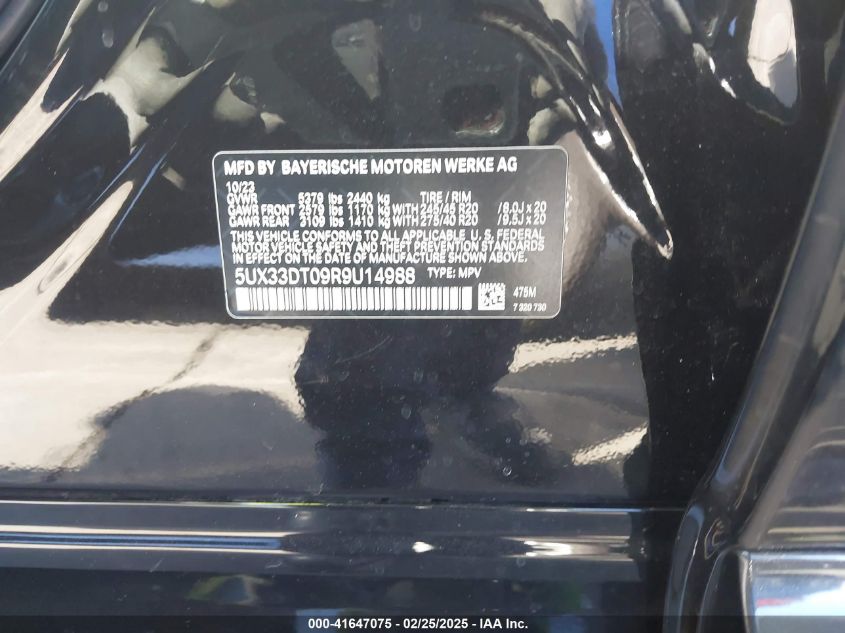 MFD BY BAYERISCHE MOTOREN WERKE AG
10/23
GVWR 5379 lbs 2440 kg TIRE / RIM
GAWR FRONT 2579 lbs 1170 kg WITH 245/45 R20 /8.0J x 20
GAWR REAR 3109 lbs 1410 kg WITH 275/40 R20 /9.5J x 20
THIS VEHICLE CONFORMS TO ALL APPLICABLE U. S. FEDERAL
MOTOR VEHICLE SAFETY AND THEFT PREVENTION STANDARDS
IN EFFECT ON THE DATE OF MANUFACTURE SHOWN ABOVE.
5UX33DT09R9U14988 TYPE: MPV
475M
7 320 790
000-41647075 — 02/25/2025 — IAA Inc.